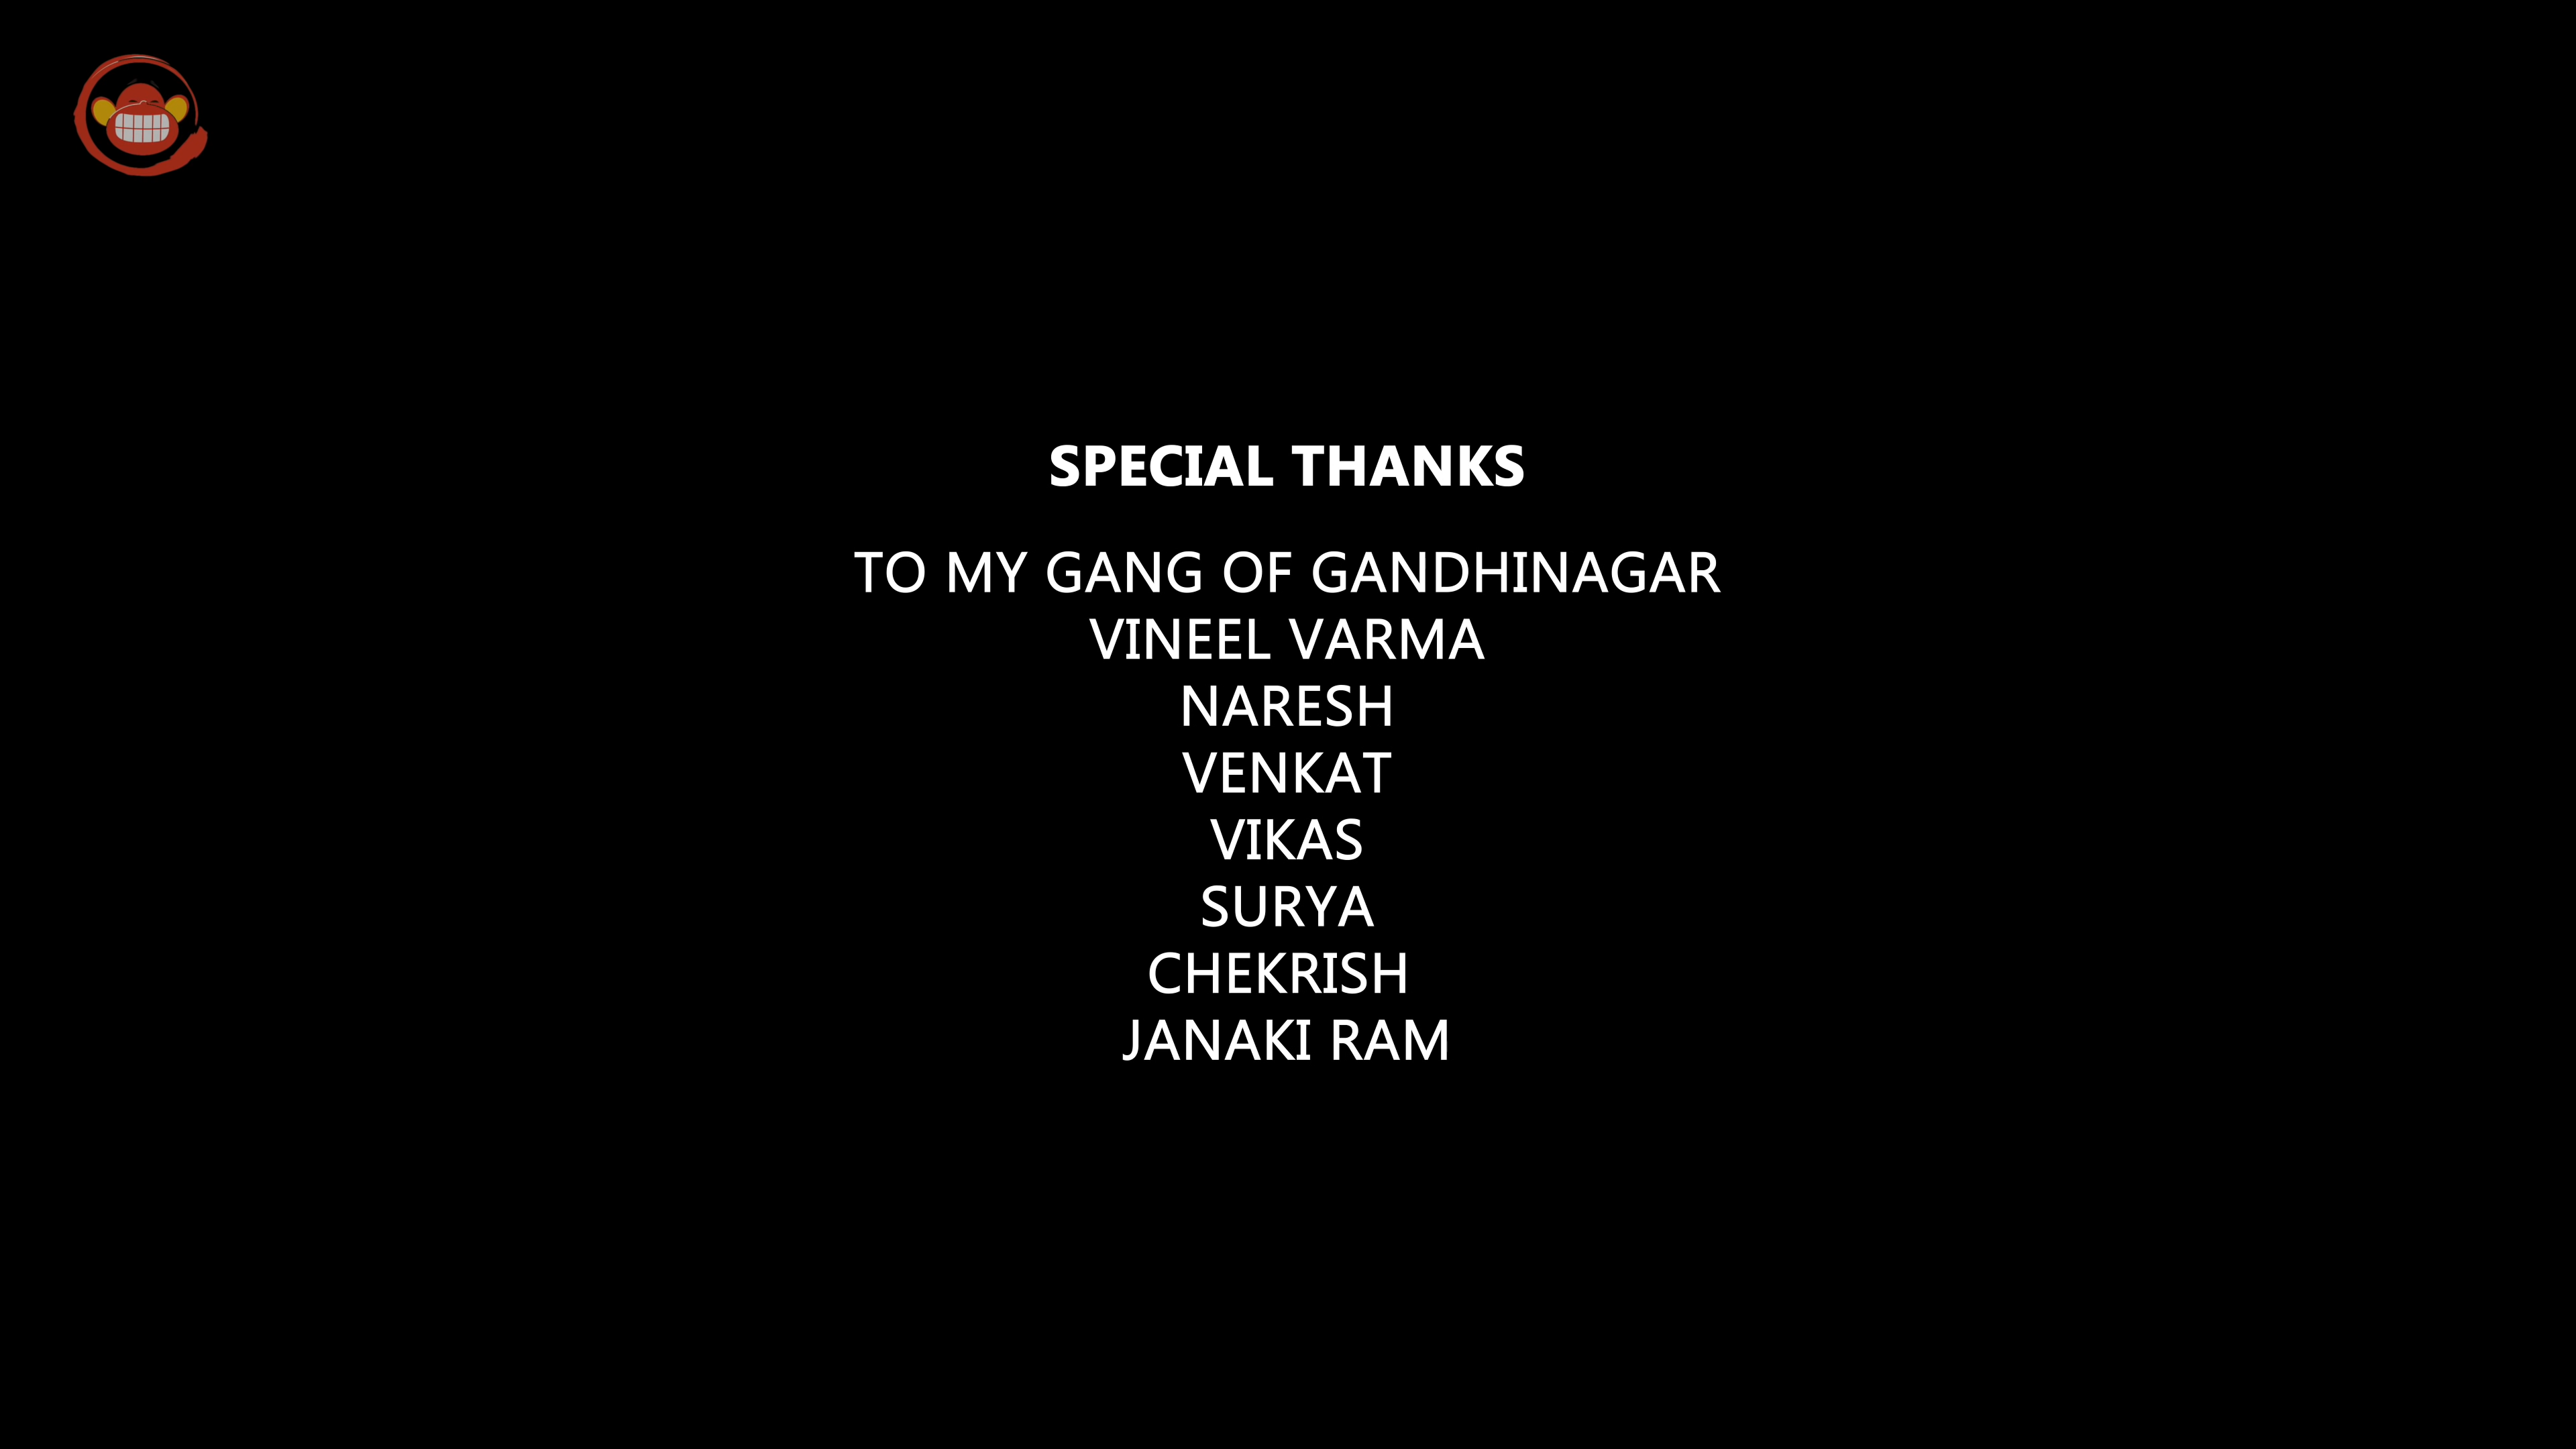 SPECIAL THANKS
TO MY GANG OF GANDHINAGAR
VINEEL VARMA
NARESH
VENKAT
VIKAS
SURYA
CHEKRISH
JANAKI RAM